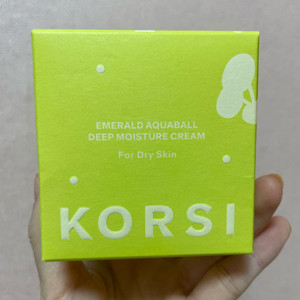 EMERALD AQUABALL
DEEP MOISTURE CREAM
For Dry Skin
KORSI